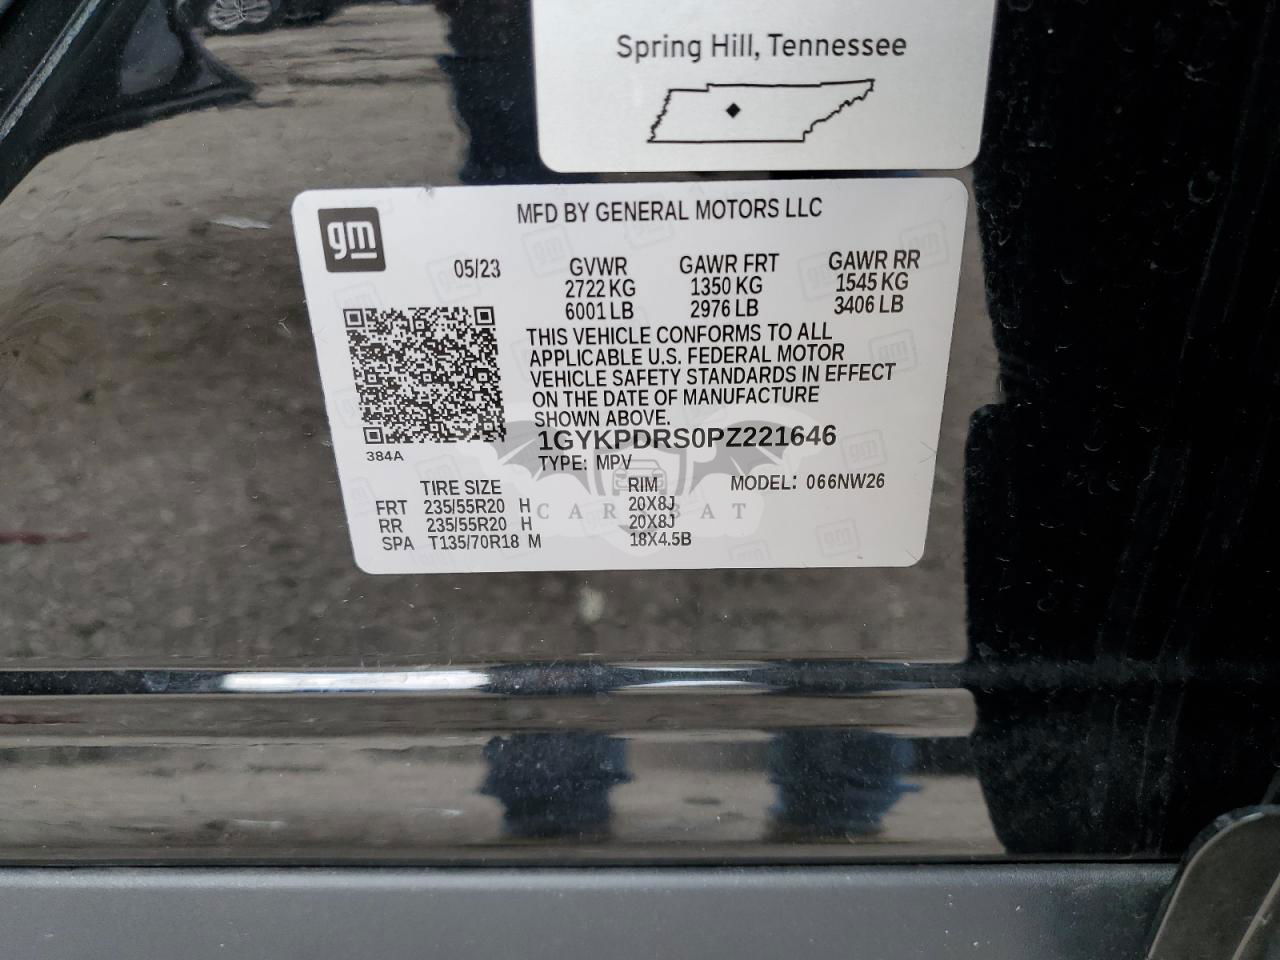 Spring Hill, Tennessee
gm
MFD BY GENERAL MOTORS LLC
05/23
GVWR GAWR FRT GAWR RR
2722 KG 1350 KG 1545 KG
6001 LB 2976 LB 3406 LB
THIS VEHICLE CONFORMS TO ALL
APPLICABLE U.S. FEDERAL MOTOR
VEHICLE SAFETY STANDARDS IN EFFECT
ON THE DATE OF MANUFACTURE
SHOWN ABOVE.
384A
1GYKPDRS0PZ221646
TYPE: MPV
TIRE SIZE RIM MODEL: 066NW26
FRT 235/55R20 H 20X8J
RR 235/55R20 H 20X8J
SPA T135/70R18 M 18X4.5B
CAR BAT